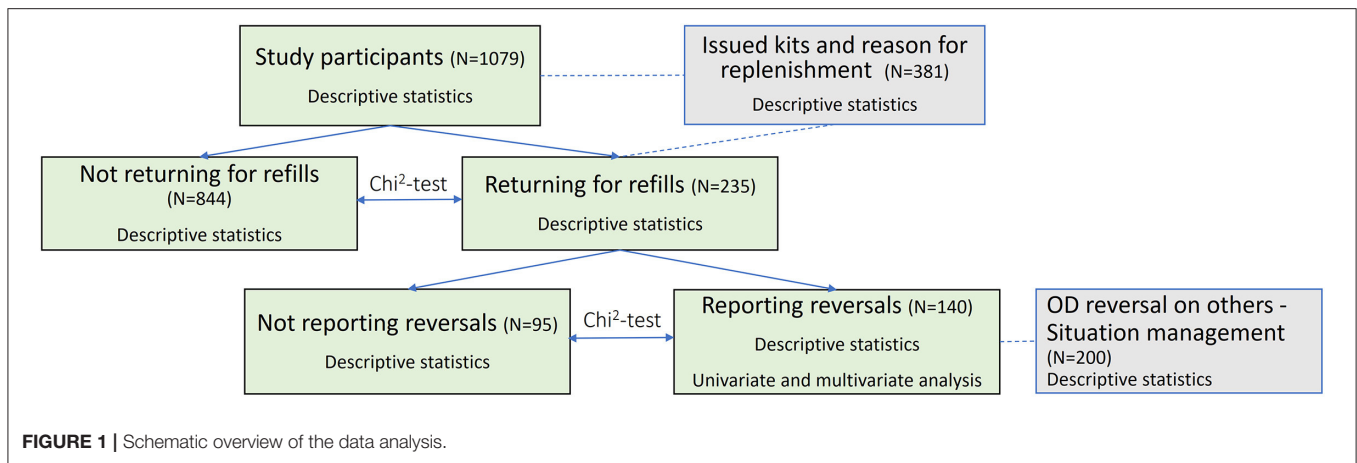 Study participants (N=1079)
Descriptive statistics
Issued kits and reason for
replenishment (N=381)
Descriptive statistics
Not returning for refills
(N=844)
Descriptive statistics
Chi²-test
Returning for refills (N=235)
Descriptive statistics
Not reporting reversals (N=95)
Descriptive statistics
Chi²-test
Reporting reversals (N=140)
Descriptive statistics
Univariate and multivariate analysis
OD reversal on others -
Situation management
(N=200)
Descriptive statistics
FIGURE 1 | Schematic overview of the data analysis.